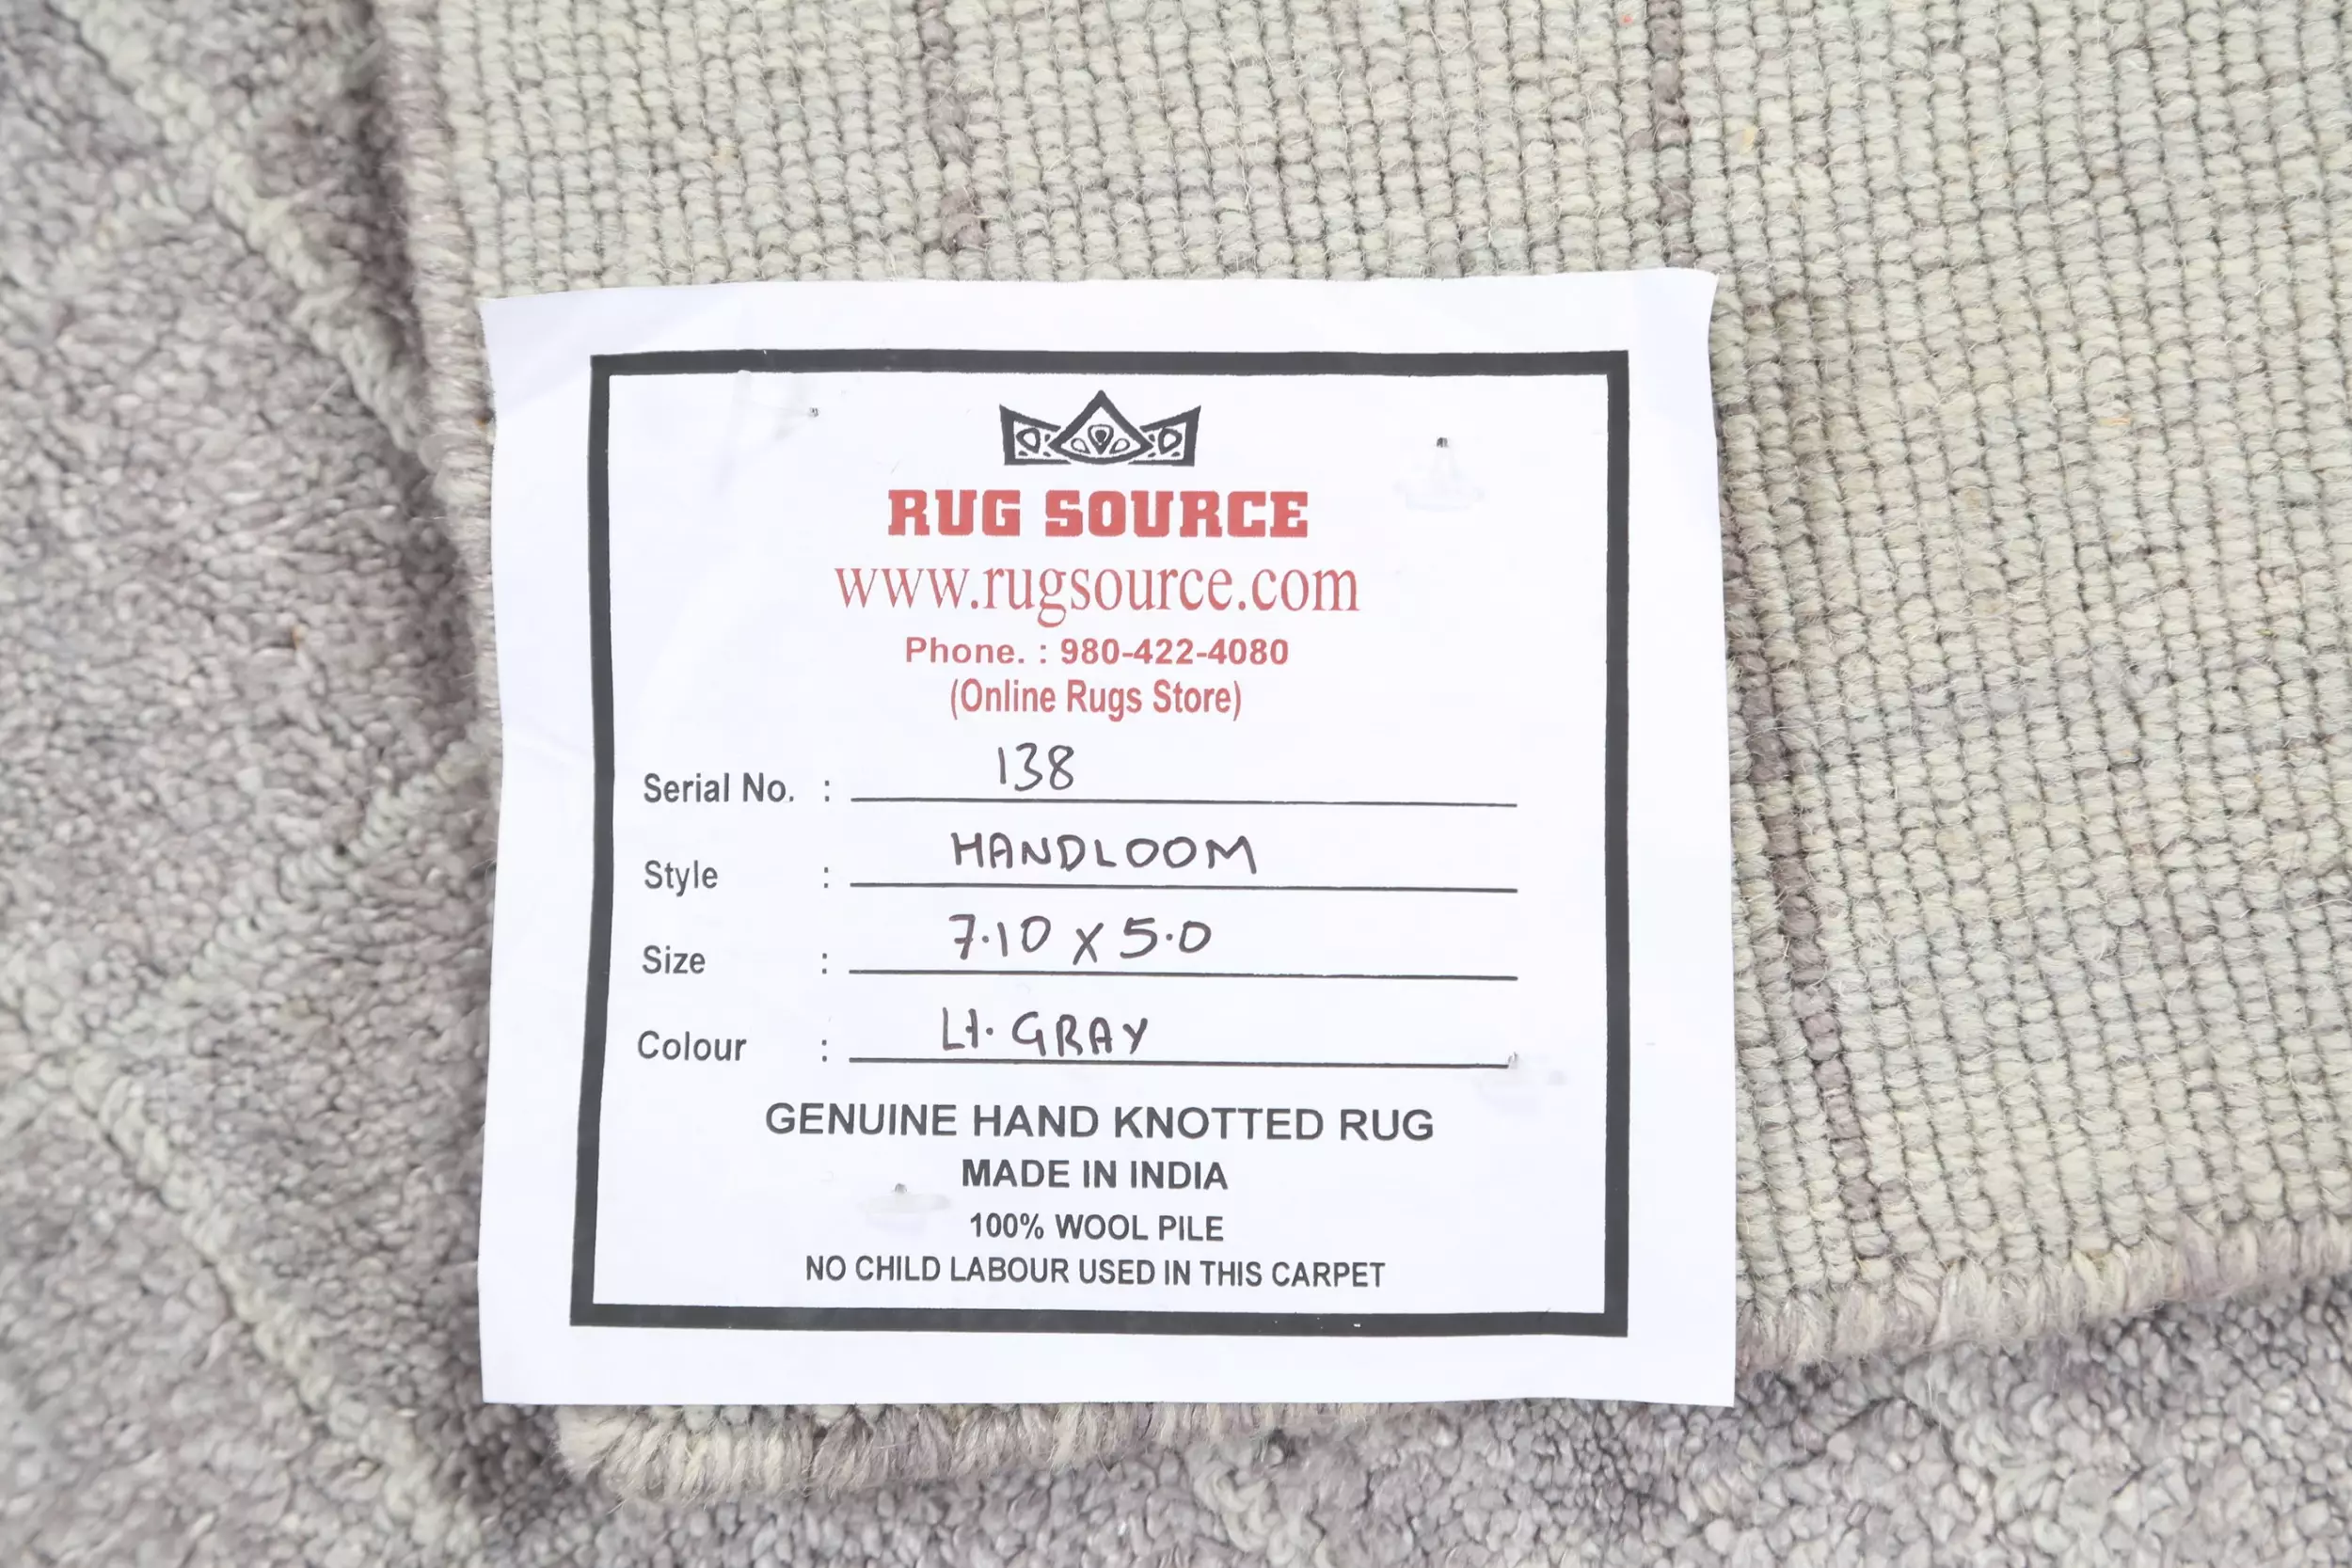 RUG SOURCE
www.rugsource.com
Phone. : 980-422-4080
(Online Rugs Store)
Serial No. : 138
Style : HANDLOOM
Size : 7.10 X 5.0
Colour : Lt. GRAY
GENUINE HAND KNOTTED RUG
MADE IN INDIA
100% WOOL PILE
NO CHILD LABOUR USED IN THIS CARPET